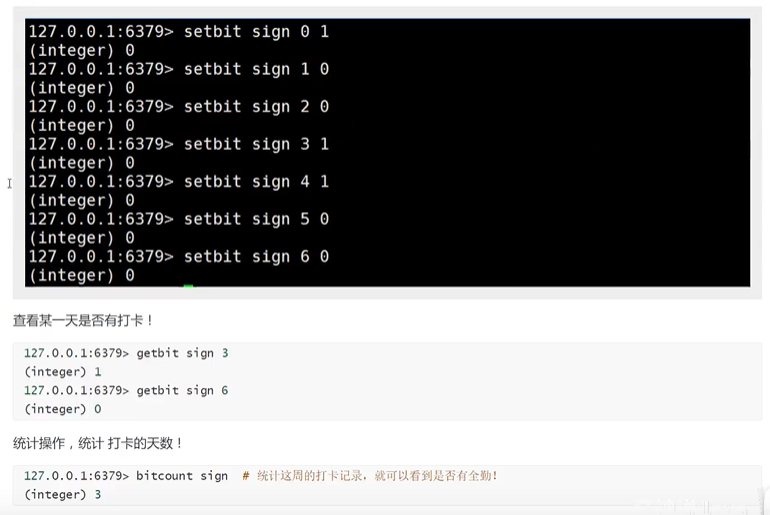 127.0.0.1:6379> setbit sign 0 1
(integer) 0
127.0.0.1:6379> setbit sign 1 0
(integer) 0
127.0.0.1:6379> setbit sign 2 0
(integer) 0
127.0.0.1:6379> setbit sign 3 1
(integer) 0
127.0.0.1:6379> setbit sign 4 1
(integer) 0
127.0.0.1:6379> setbit sign 5 0
(integer) 0
127.0.0.1:6379> setbit sign 6 0
(integer) 0
查看某一天是否有打卡！
127.0.0.1:6379> getbit sign 3
(integer) 1
127.0.0.1:6379> getbit sign 6
(integer) 0
统计操作，统计 打卡的天数！
127.0.0.1:6379> bitcount sign # 统计这周的打卡记录，就可以看到是否有全勤！
(integer) 3